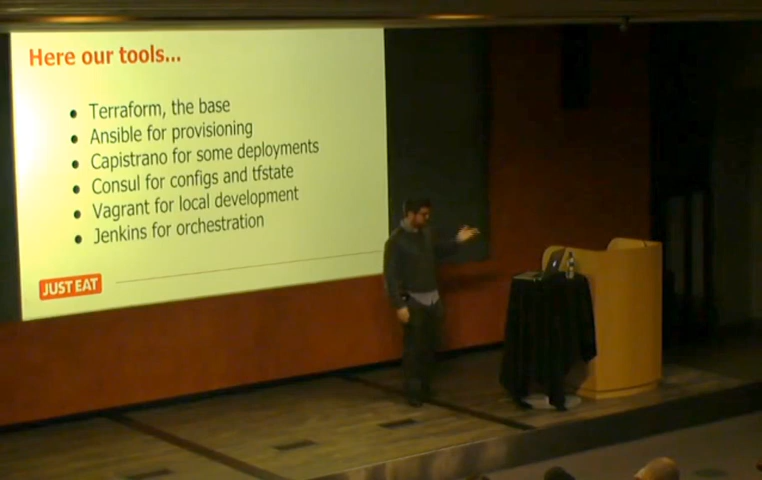 Here our tools...
● Terraform, the base
● Ansible for provisioning
● Capistrano for some deployments
● Consul for configs and tfstate
● Vagrant for local development
● Jenkins for orchestration
JUST EAT